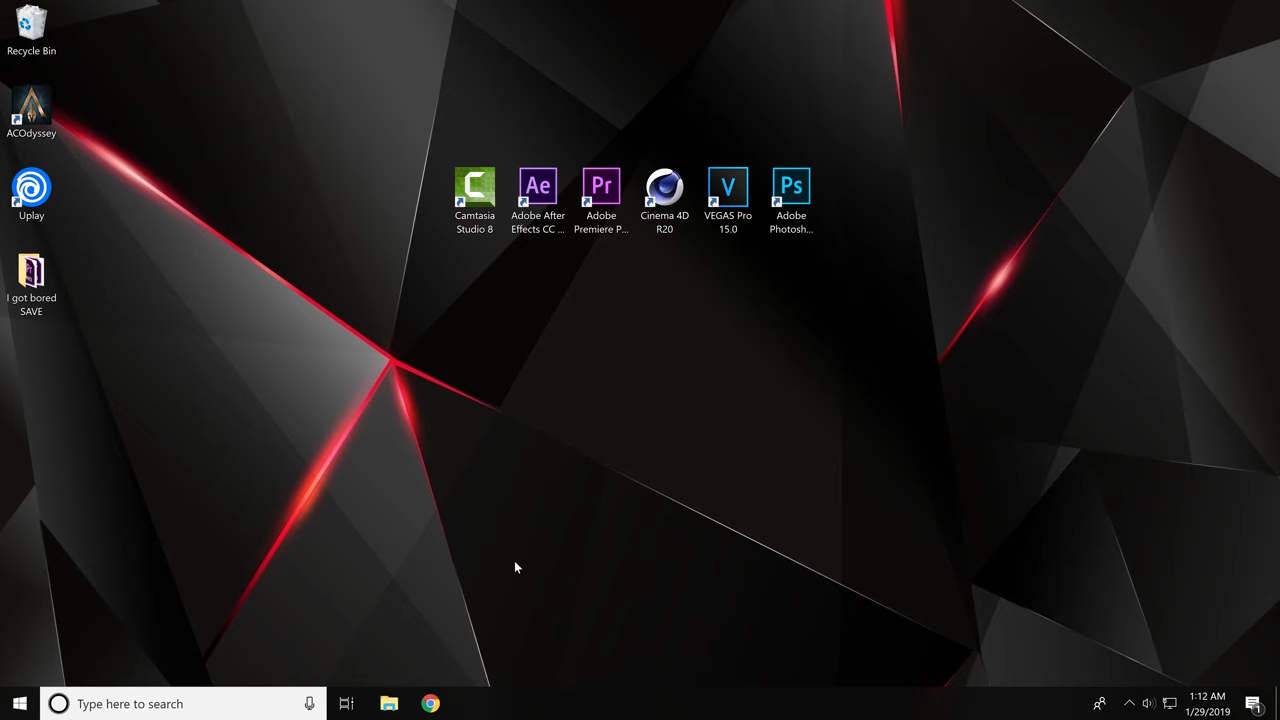 Recycle Bin
ACOdyssey
Uplay
I got bored
SAVE
C
Camtasia
Studio 8
Ae
Adobe After
Effects CC ...
Pr
Adobe
Premiere P...
Cinema 4D
R20
V
VEGAS Pro
15.0
Ps
Adobe
Photosh...
Type here to search
1:12 AM
1/29/2019
1